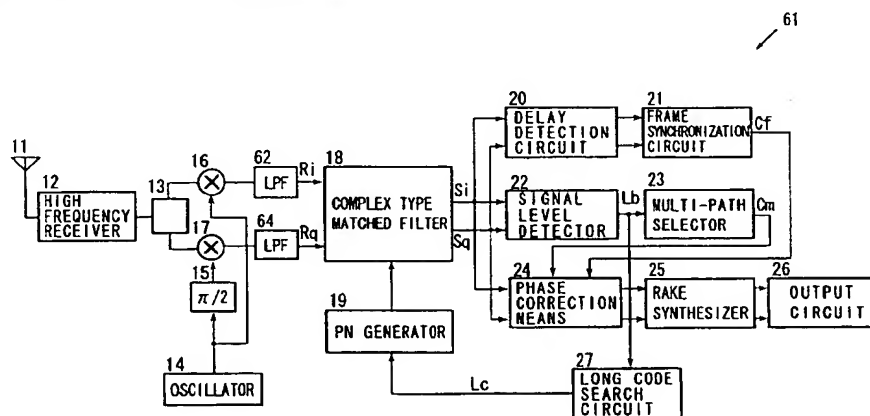 61
11
12
HIGH
FREQUENCY
RECEIVER
13
16
17
15
π/2
14
OSCILLATOR
62
LPF
Ri
64
LPF
Rq
18
COMPLEX TYPE
MATCHED FILTER
Si
Sq
19
PN GENERATOR
20
DELAY
DETECTION
CIRCUIT
21
FRAME
SYNCHRONIZATION
CIRCUIT
Cf
22
SIGNAL
LEVEL
DETECTOR
Lb
23
MULTI-PATH
SELECTOR
Cm
24
PHASE
CORRECTION
NEANS
25
RAKE
SYNTHESIZER
26
OUTPUT
CIRCUIT
27
LONG CODE
SEARCH
CIRCUIT
Lc